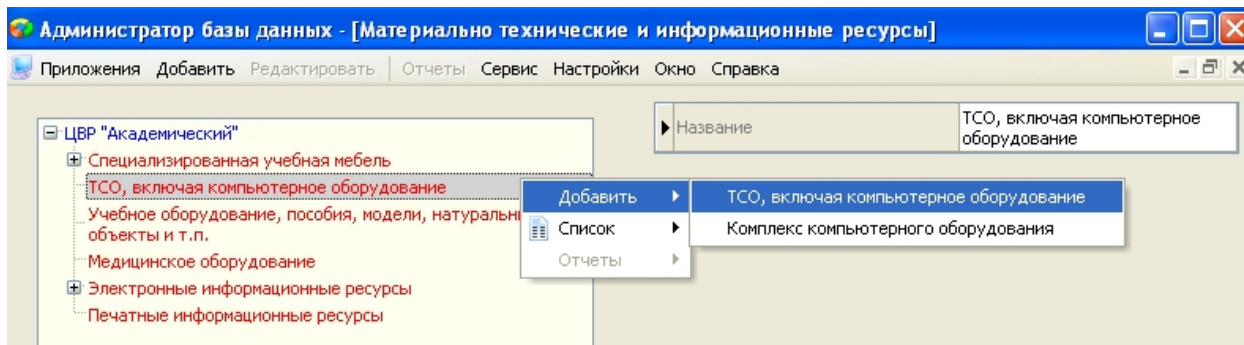 Администратор базы данных - [Материально технические и информационные ресурсы]
Приложения Добавить Редактировать Отчеты Сервис Настройки Окно Справка
ЦВР "Академический"
Название
ТСО, включая компьютерное
оборудование
Специализированная учебная мебель
ТСО, включая компьютерное оборудование
Добавить
ТСО, включая компьютерное оборудование
Учебное оборудование, пособия, модели,
объекты и т.п.
Список
Комплекс компьютерного оборудования
Медицинское оборудование
Отчеты
Электронные информационные ресурсы
Печатные информационные ресурсы